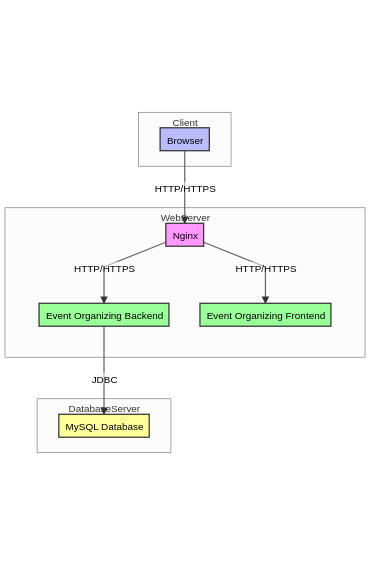 Client
Browser
HTTP/HTTPS
WebServer
Nginx
HTTP/HTTPS
HTTP/HTTPS
Event Organizing Backend
Event Organizing Frontend
JDBC
DatabaseServer
MySQL Database